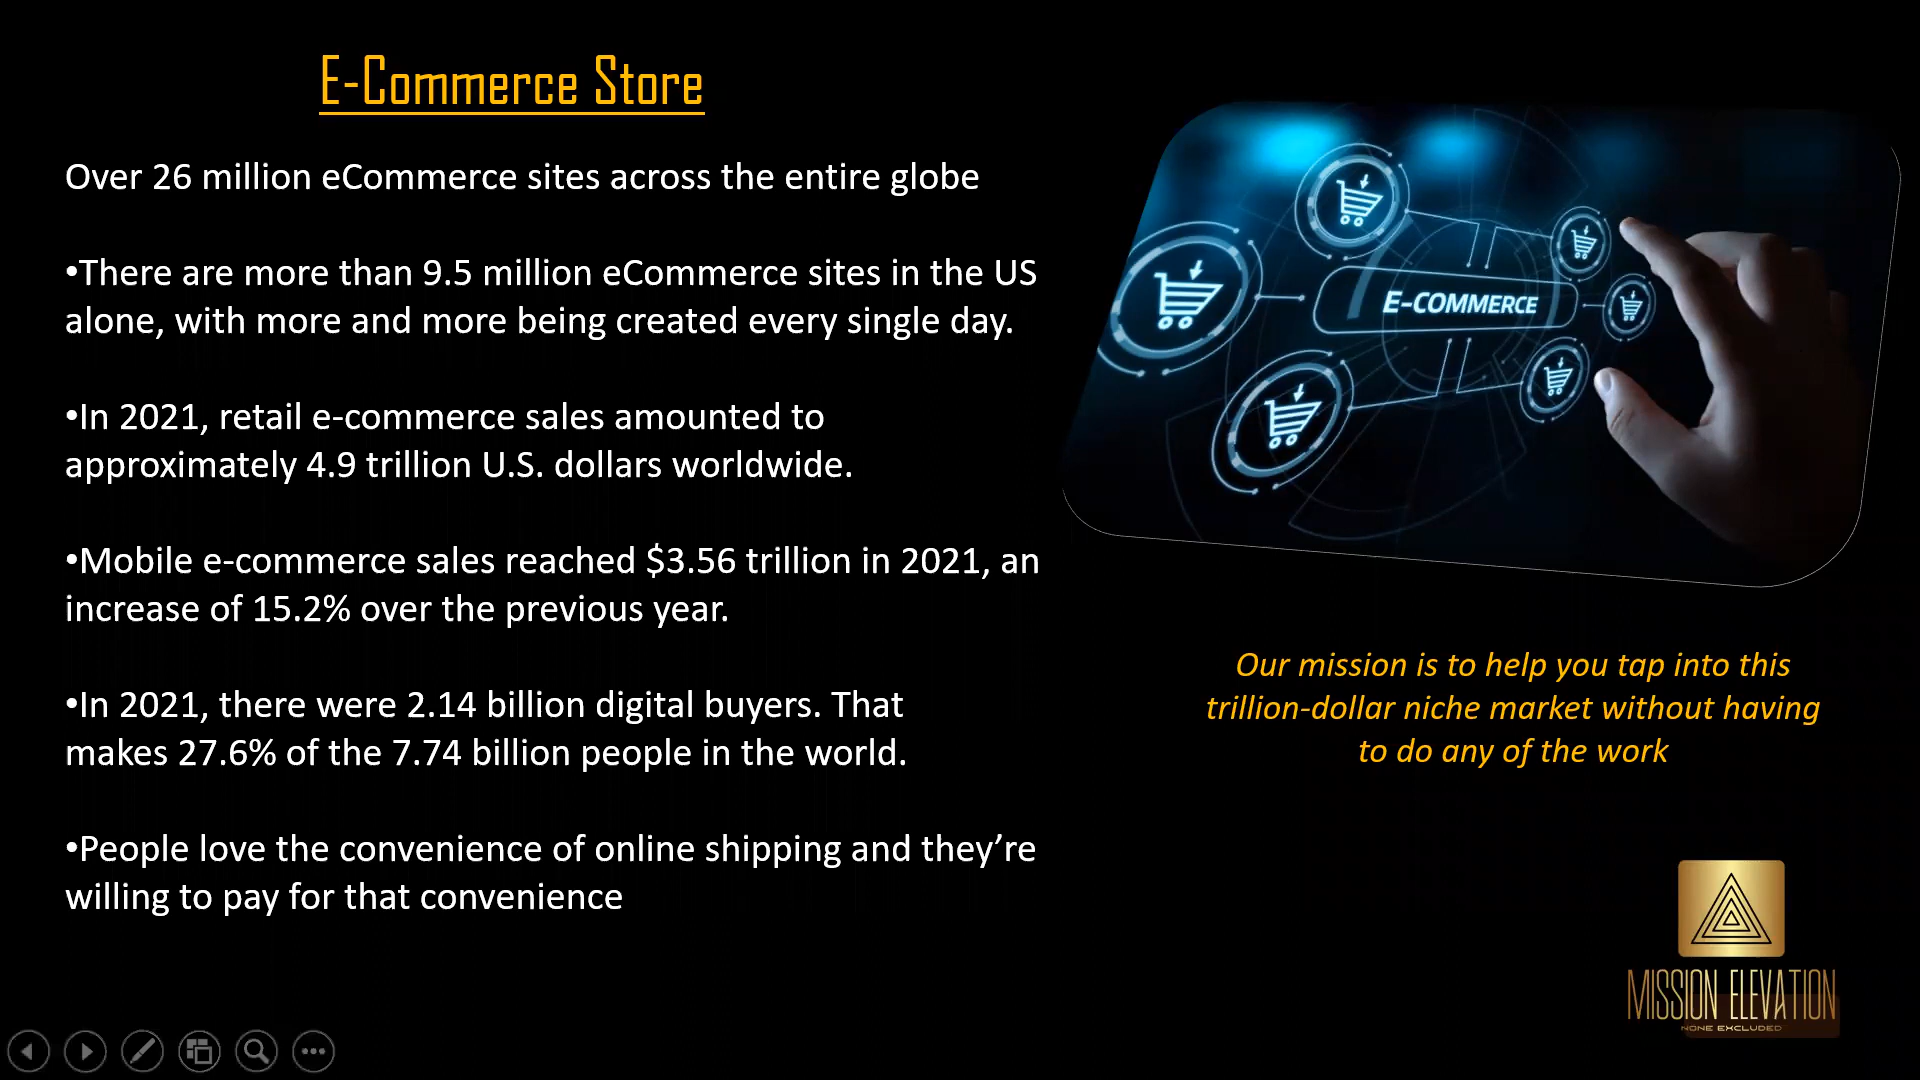 E-Commerce Store
Over 26 million eCommerce sites across the entire globe
•There are more than 9.5 million eCommerce sites in the US
alone, with more and more being created every single day.
•In 2021, retail e-commerce sales amounted to
approximately 4.9 trillion U.S. dollars worldwide.
•Mobile e-commerce sales reached $3.56 trillion in 2021, an
increase of 15.2% over the previous year.
•In 2021, there were 2.14 billion digital buyers. That
makes 27.6% of the 7.74 billion people in the world.
•People love the convenience of online shipping and they’re
willing to pay for that convenience
E-COMMERCE
Our mission is to help you tap into this
trillion-dollar niche market without having
to do any of the work
MISSION ELEVATION
NONE EXCLUDED